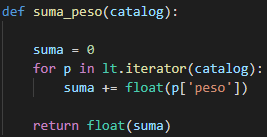 def suma_peso(catalog):
suma = 0
for p in lt.iterator(catalog):
suma += float(p['peso'])
return float(suma)